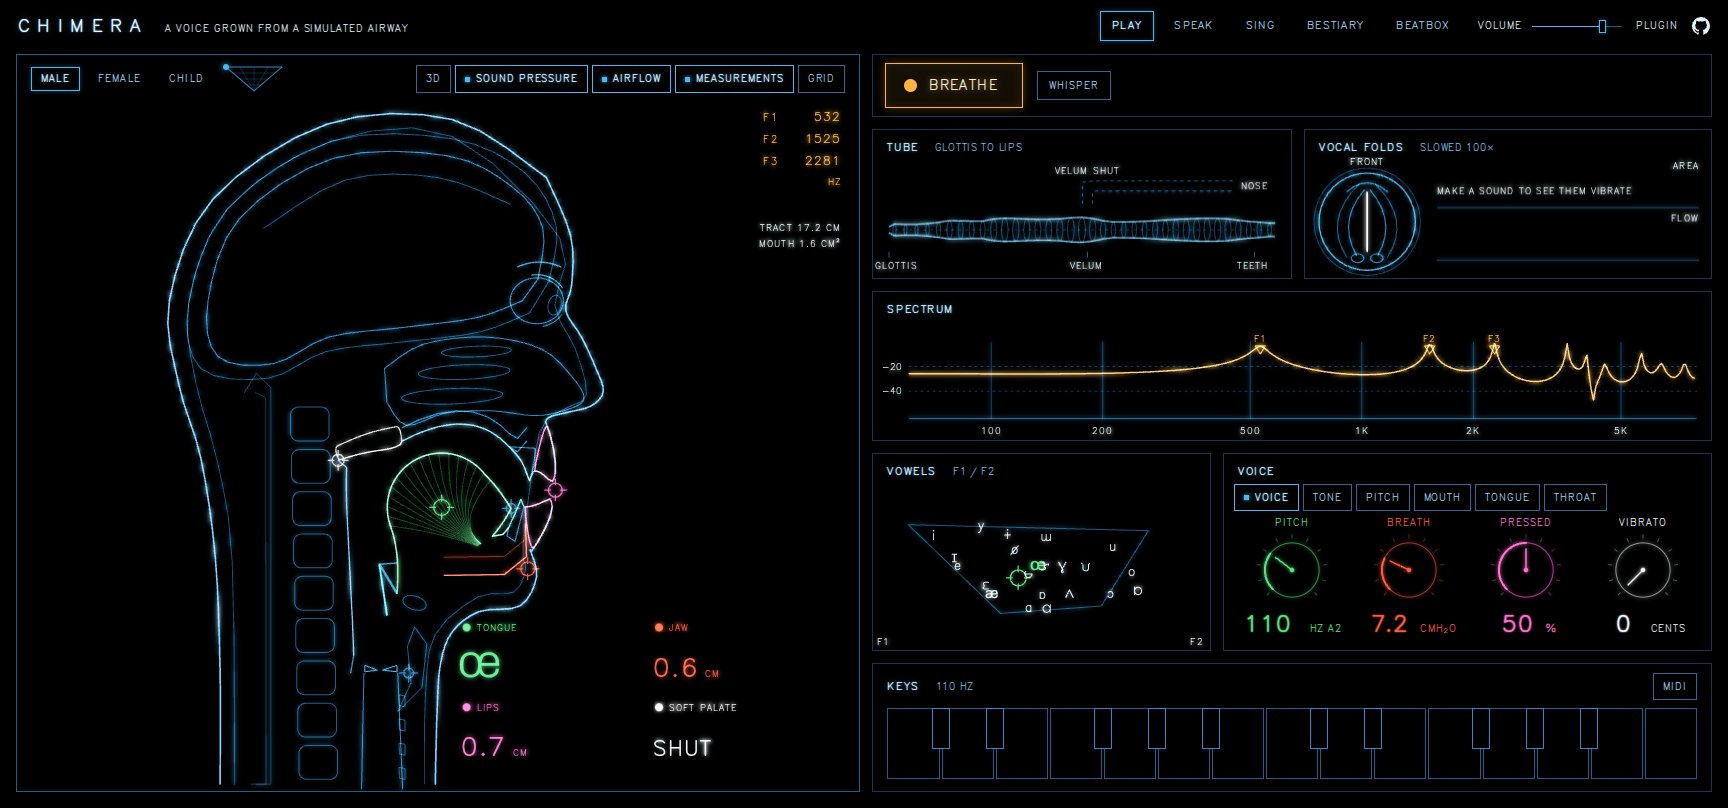 CHIMERA A VOICE GROWN FROM A SIMULATED AIRWAY
PLAY SPEAK SING BESTIARY BEATBOX VOLUME PLUGIN
MALE FEMALE CHILD
3D SOUND PRESSURE AIRFLOW MEASUREMENTS GRID
F1 532
F2 1525
F3 2281
HZ
TRACT 17.2 CM
MOUTH 1.6 CM²
TONGUE
œ
JAW
0.6 CM
LIPS
0.7 CM
SOFT PALATE
SHUT
BREATHE WHISPER
TUBE GLOTTIS TO LIPS
VELUM SHUT
NOSE
GLOTTIS VELUM TEETH
VOCAL FOLDS SLOWED 100×
FRONT
AREA
MAKE A SOUND TO SEE THEM VIBRATE
FLOW
SPECTRUM
F1 F2 F3
−20
−40
100 200 500 1K 2K 5K
VOWELS F1 / F2
i y ɨ ɯ u
ø
ɪ e œ ɤ ʊ o
ɛ æ ɒ ʌ ɔ ɒ
ɑ ɑ
F1 F2
VOICE
VOICE TONE PITCH MOUTH TONGUE THROAT
PITCH BREATH PRESSED VIBRATO
110 HZ A2 7.2 CMH₂O 50 % 0 CENTS
KEYS 110 HZ MIDI